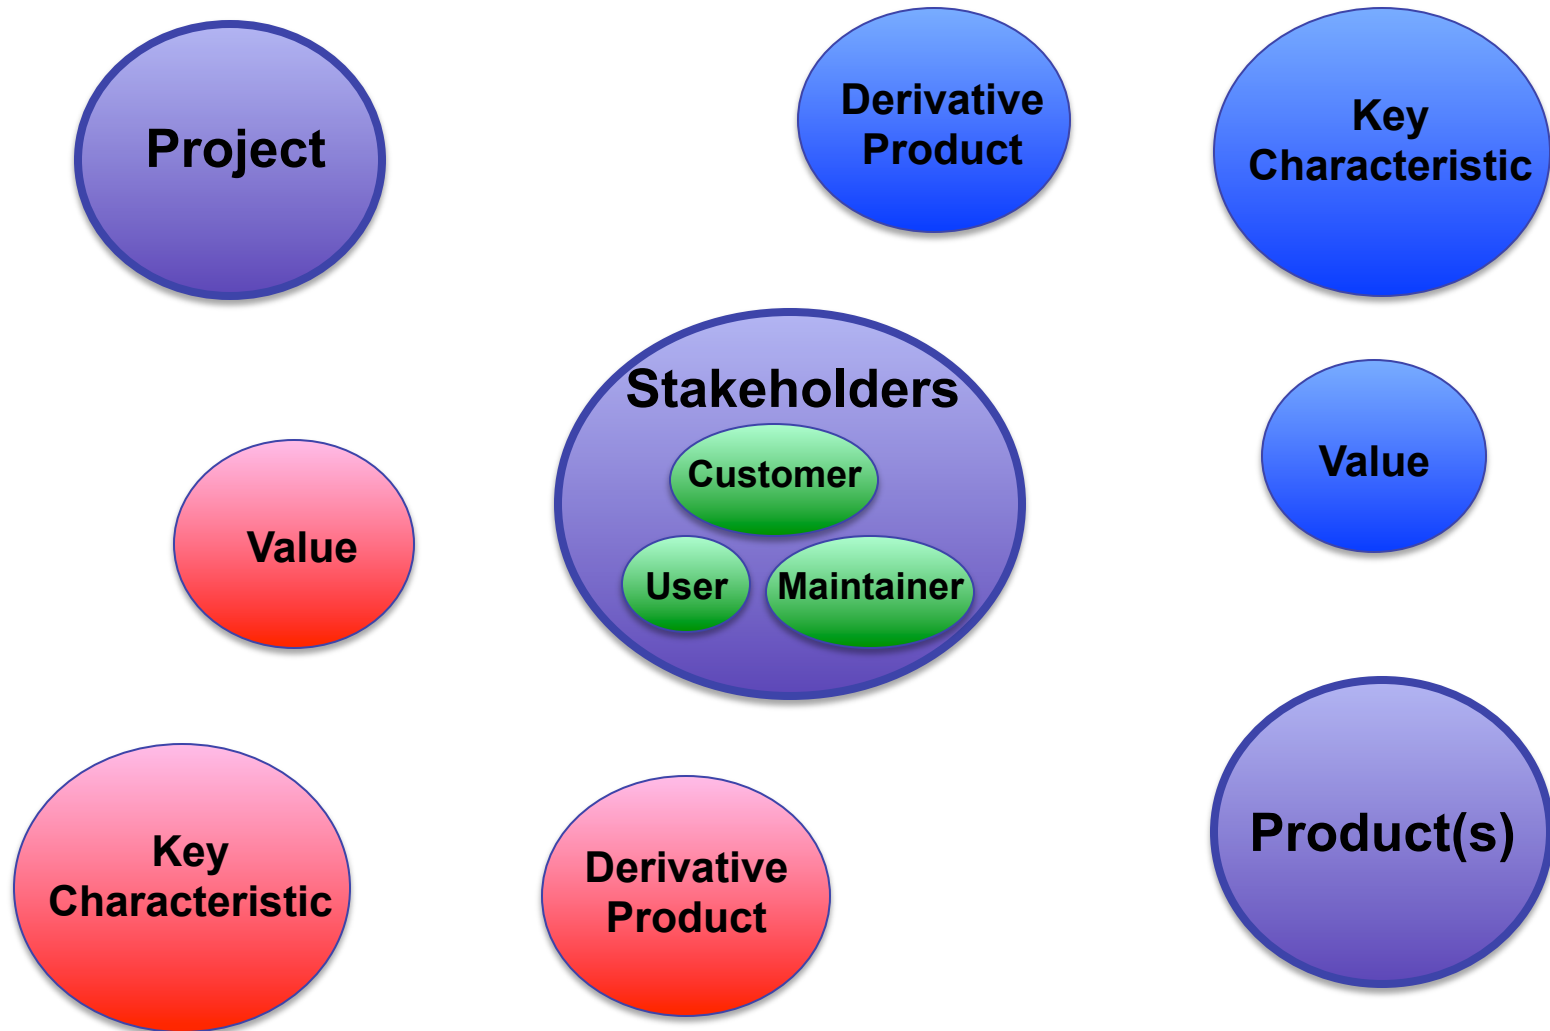 Project
Derivative
Product
Key
Characteristic
Stakeholders
Customer
User
Maintainer
Value
Value
Key
Characteristic
Derivative
Product
Product(s)